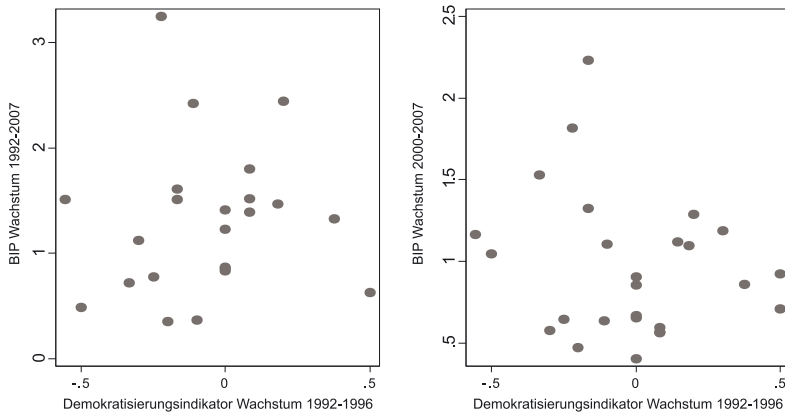 3
2
1
0
BIP Wachstum 1992-2007
-.5 0 .5
Demokratisierungsindikator Wachstum 1992-1996
2.5
2
1.5
1
.5
BIP Wachstum 2000-2007
-.5 0 .5
Demokratisierungsindikator Wachstum 1992-1996